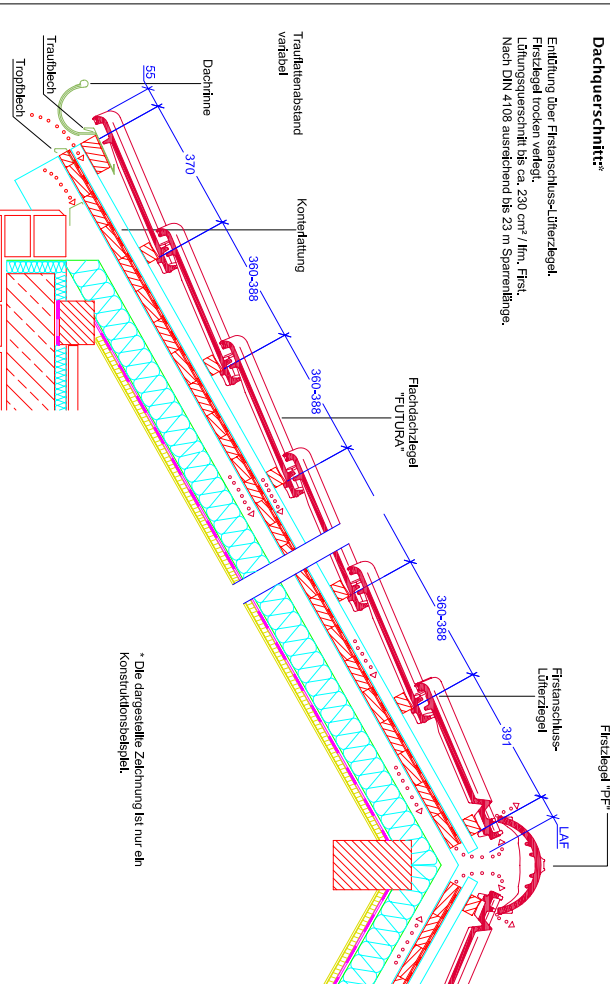 Dachquerschnitt:*
Entlüftung über Firstanschluss-Lüfterziegel.
Firstziegel trocken verlegt.
Lüftungsquerschnitt bis ca. 230 cm² / lfm. First.
Nach DIN 4108 ausreichend bis 23 m Sparrenlänge.
Firstziegel "PF"
LAF
Firstanschluss-
Lüfterziegel
391
360-388
Flachdachziegel
"FUTURA"
360-388
360-388
Konterlattung
370
Trauflattenabstand
variabel
55
Dachrinne
Traufblech
Tropfblech
* Die dargestellte Zeichnung ist nur ein
Konstruktionsbeispiel.